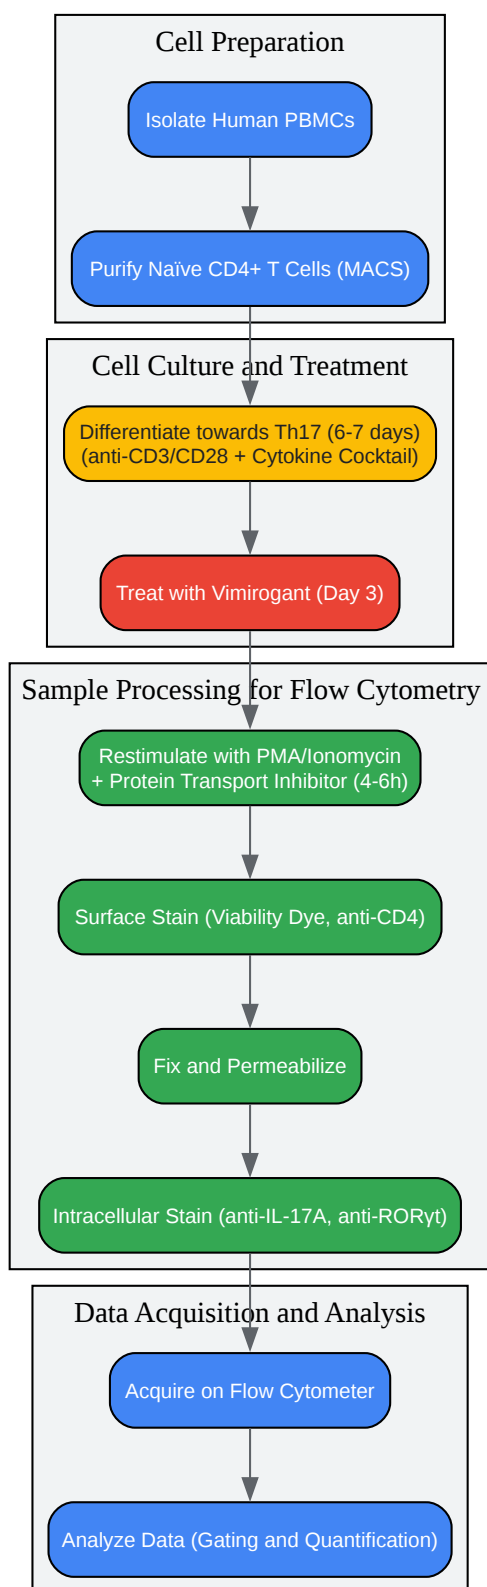 Cell Preparation
Isolate Human PBMCs
Purify Naïve CD4+ T Cells (MACS)
Cell Culture and Treatment
Differentiate towards Th17 (6-7 days)
(anti-CD3/CD28 + Cytokine Cocktail)
Treat with Vimirogant (Day 3)
Sample Processing for Flow Cytometry
Restimulate with PMA/Ionomycin
+ Protein Transport Inhibitor (4-6h)
Surface Stain (Viability Dye, anti-CD4)
Fix and Permeabilize
Intracellular Stain (anti-IL-17A, anti-RORγt)
Data Acquisition and Analysis
Acquire on Flow Cytometer
Analyze Data (Gating and Quantification)